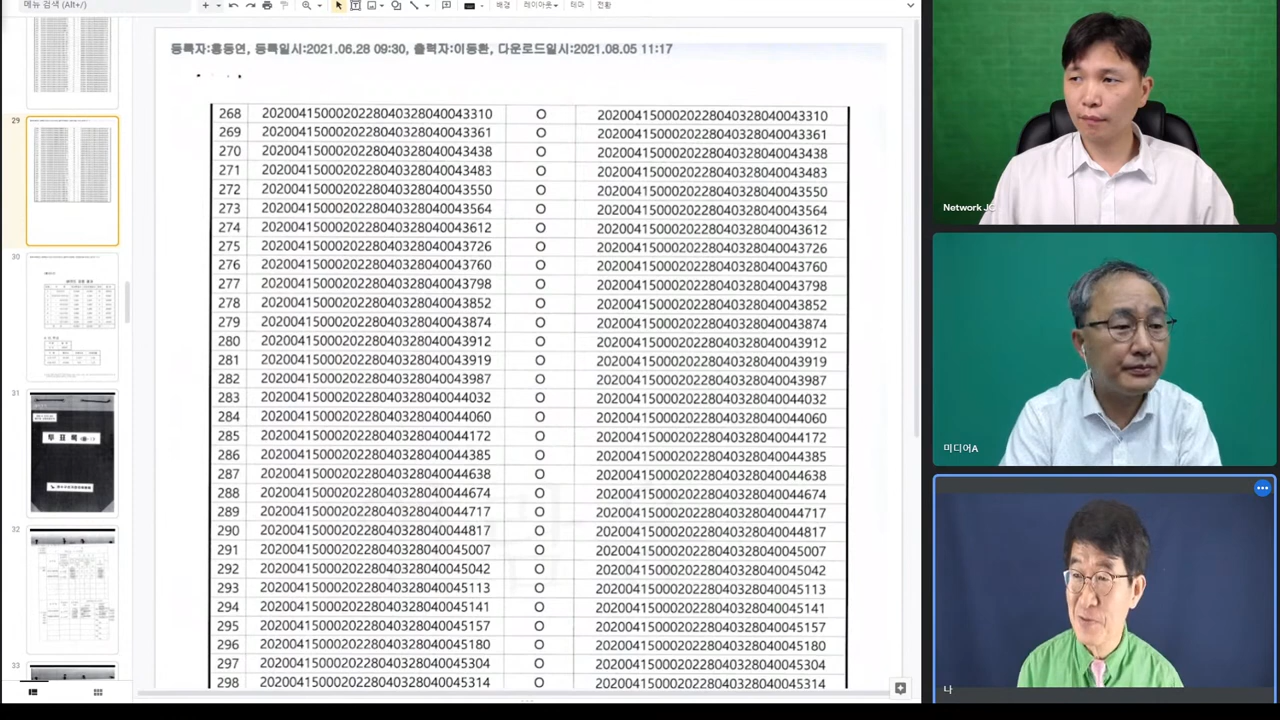 메뉴 검색 (Alt+/)
배경
레이아웃
테마
전환
등록자:홍동연, 등록일시:2021.06.28 09:30, 출력자:이동환, 다운로드일시:2021.08.05 11:17
268 2020041500020228040328040043310 O 2020041500020228040328040043310
269 2020041500020228040328040043361 O 2020041500020228040328040043361
270 2020041500020228040328040043438 O 2020041500020228040328040043438
271 2020041500020228040328040043483 O 2020041500020228040328040043483
272 2020041500020228040328040043550 O 2020041500020228040328040043550
273 2020041500020228040328040043564 O 2020041500020228040328040043564
274 2020041500020228040328040043612 O 2020041500020228040328040043612
275 2020041500020228040328040043726 O 2020041500020228040328040043726
276 2020041500020228040328040043760 O 2020041500020228040328040043760
277 2020041500020228040328040043798 O 2020041500020228040328040043798
278 2020041500020228040328040043852 O 2020041500020228040328040043852
279 2020041500020228040328040043874 O 2020041500020228040328040043874
280 2020041500020228040328040043912 O 2020041500020228040328040043912
281 2020041500020228040328040043919 O 2020041500020228040328040043919
282 2020041500020228040328040043987 O 2020041500020228040328040043987
283 2020041500020228040328040044032 O 2020041500020228040328040044032
284 2020041500020228040328040044060 O 2020041500020228040328040044060
285 2020041500020228040328040044172 O 2020041500020228040328040044172
286 2020041500020228040328040044385 O 2020041500020228040328040044385
287 2020041500020228040328040044638 O 2020041500020228040328040044638
288 2020041500020228040328040044674 O 2020041500020228040328040044674
289 2020041500020228040328040044717 O 2020041500020228040328040044717
290 2020041500020228040328040044817 O 2020041500020228040328040044817
291 2020041500020228040328040045007 O 2020041500020228040328040045007
292 2020041500020228040328040045042 O 2020041500020228040328040045042
293 2020041500020228040328040045113 O 2020041500020228040328040045113
294 2020041500020228040328040045141 O 2020041500020228040328040045141
295 2020041500020228040328040045157 O 2020041500020228040328040045157
296 2020041500020228040328040045180 O 2020041500020228040328040045180
297 2020041500020228040328040045304 O 2020041500020228040328040045304
298 2020041500020228040328040045314 O 2020041500020228040328040045314
29
30
31
투표록
32
33
Network JC
미디어A
나